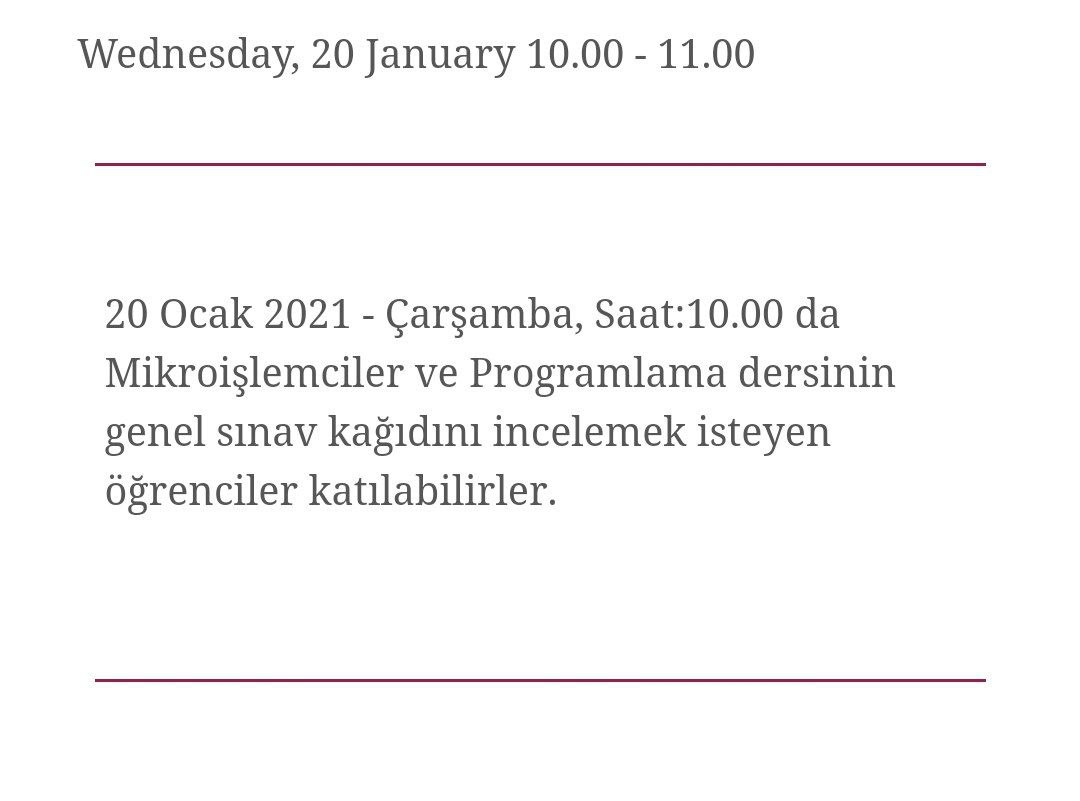 Wednesday, 20 January 10.00 - 11.00
20 Ocak 2021 - Çarşamba, Saat:10.00 da
Mikroişlemciler ve Programlama dersinin
genel sınav kağıdını incelemek isteyen
öğrenciler katılabilirler.